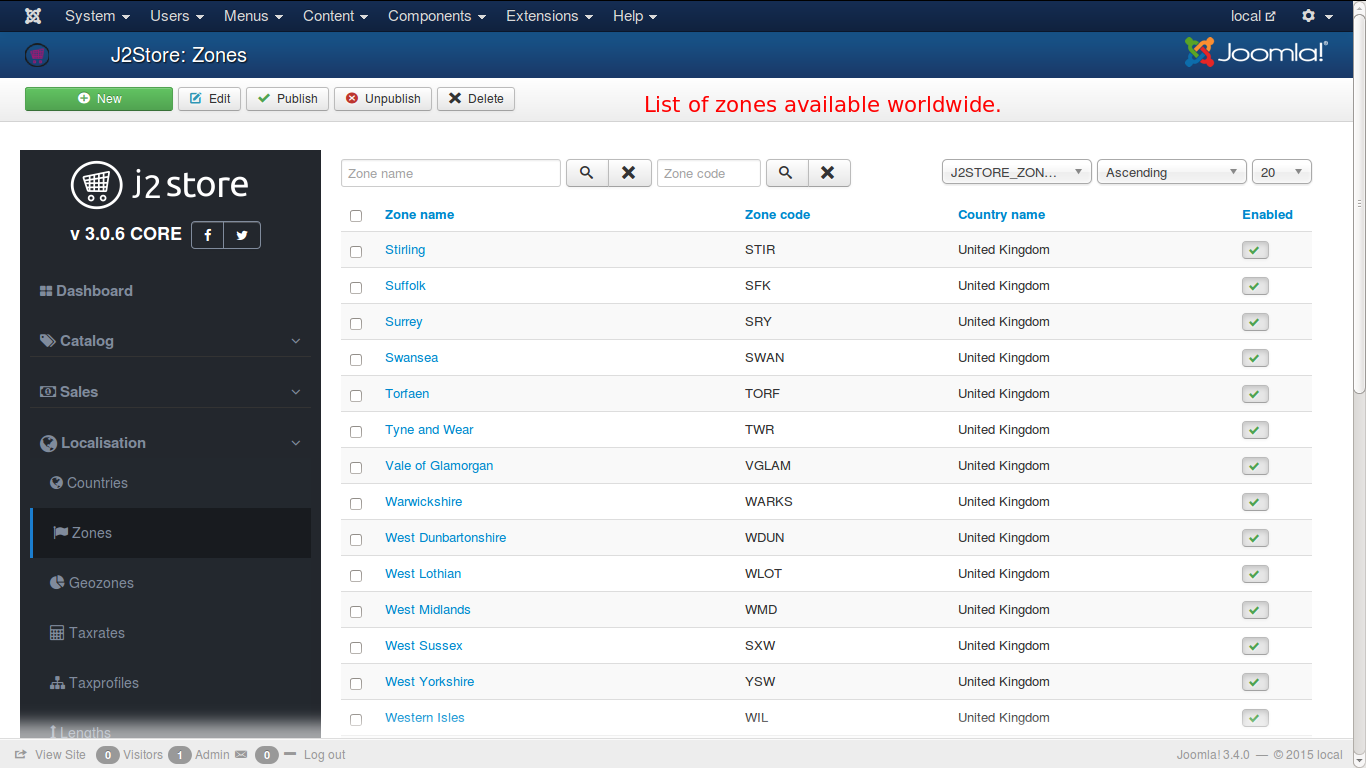 System Users Menus Content Components Extensions Help local
J2Store: Zones Joomla!®
New Edit Publish Unpublish Delete List of zones available worldwide.
j2store
v 3.0.6 CORE
Dashboard
Catalog
Sales
Localisation
Countries
Zones
Geozones
Taxrates
Taxprofiles
Lengths
Zone name Zone code J2STORE_ZON... Ascending 20
Zone name Zone code Country name Enabled
Stirling STIR United Kingdom
Suffolk SFK United Kingdom
Surrey SRY United Kingdom
Swansea SWAN United Kingdom
Torfaen TORF United Kingdom
Tyne and Wear TWR United Kingdom
Vale of Glamorgan VGLAM United Kingdom
Warwickshire WARKS United Kingdom
West Dunbartonshire WDUN United Kingdom
West Lothian WLOT United Kingdom
West Midlands WMD United Kingdom
West Sussex SXW United Kingdom
West Yorkshire YSW United Kingdom
Western Isles WIL United Kingdom
View Site 0 Visitors 1 Admin 0 Log out Joomla! 3.4.0 — © 2015 local